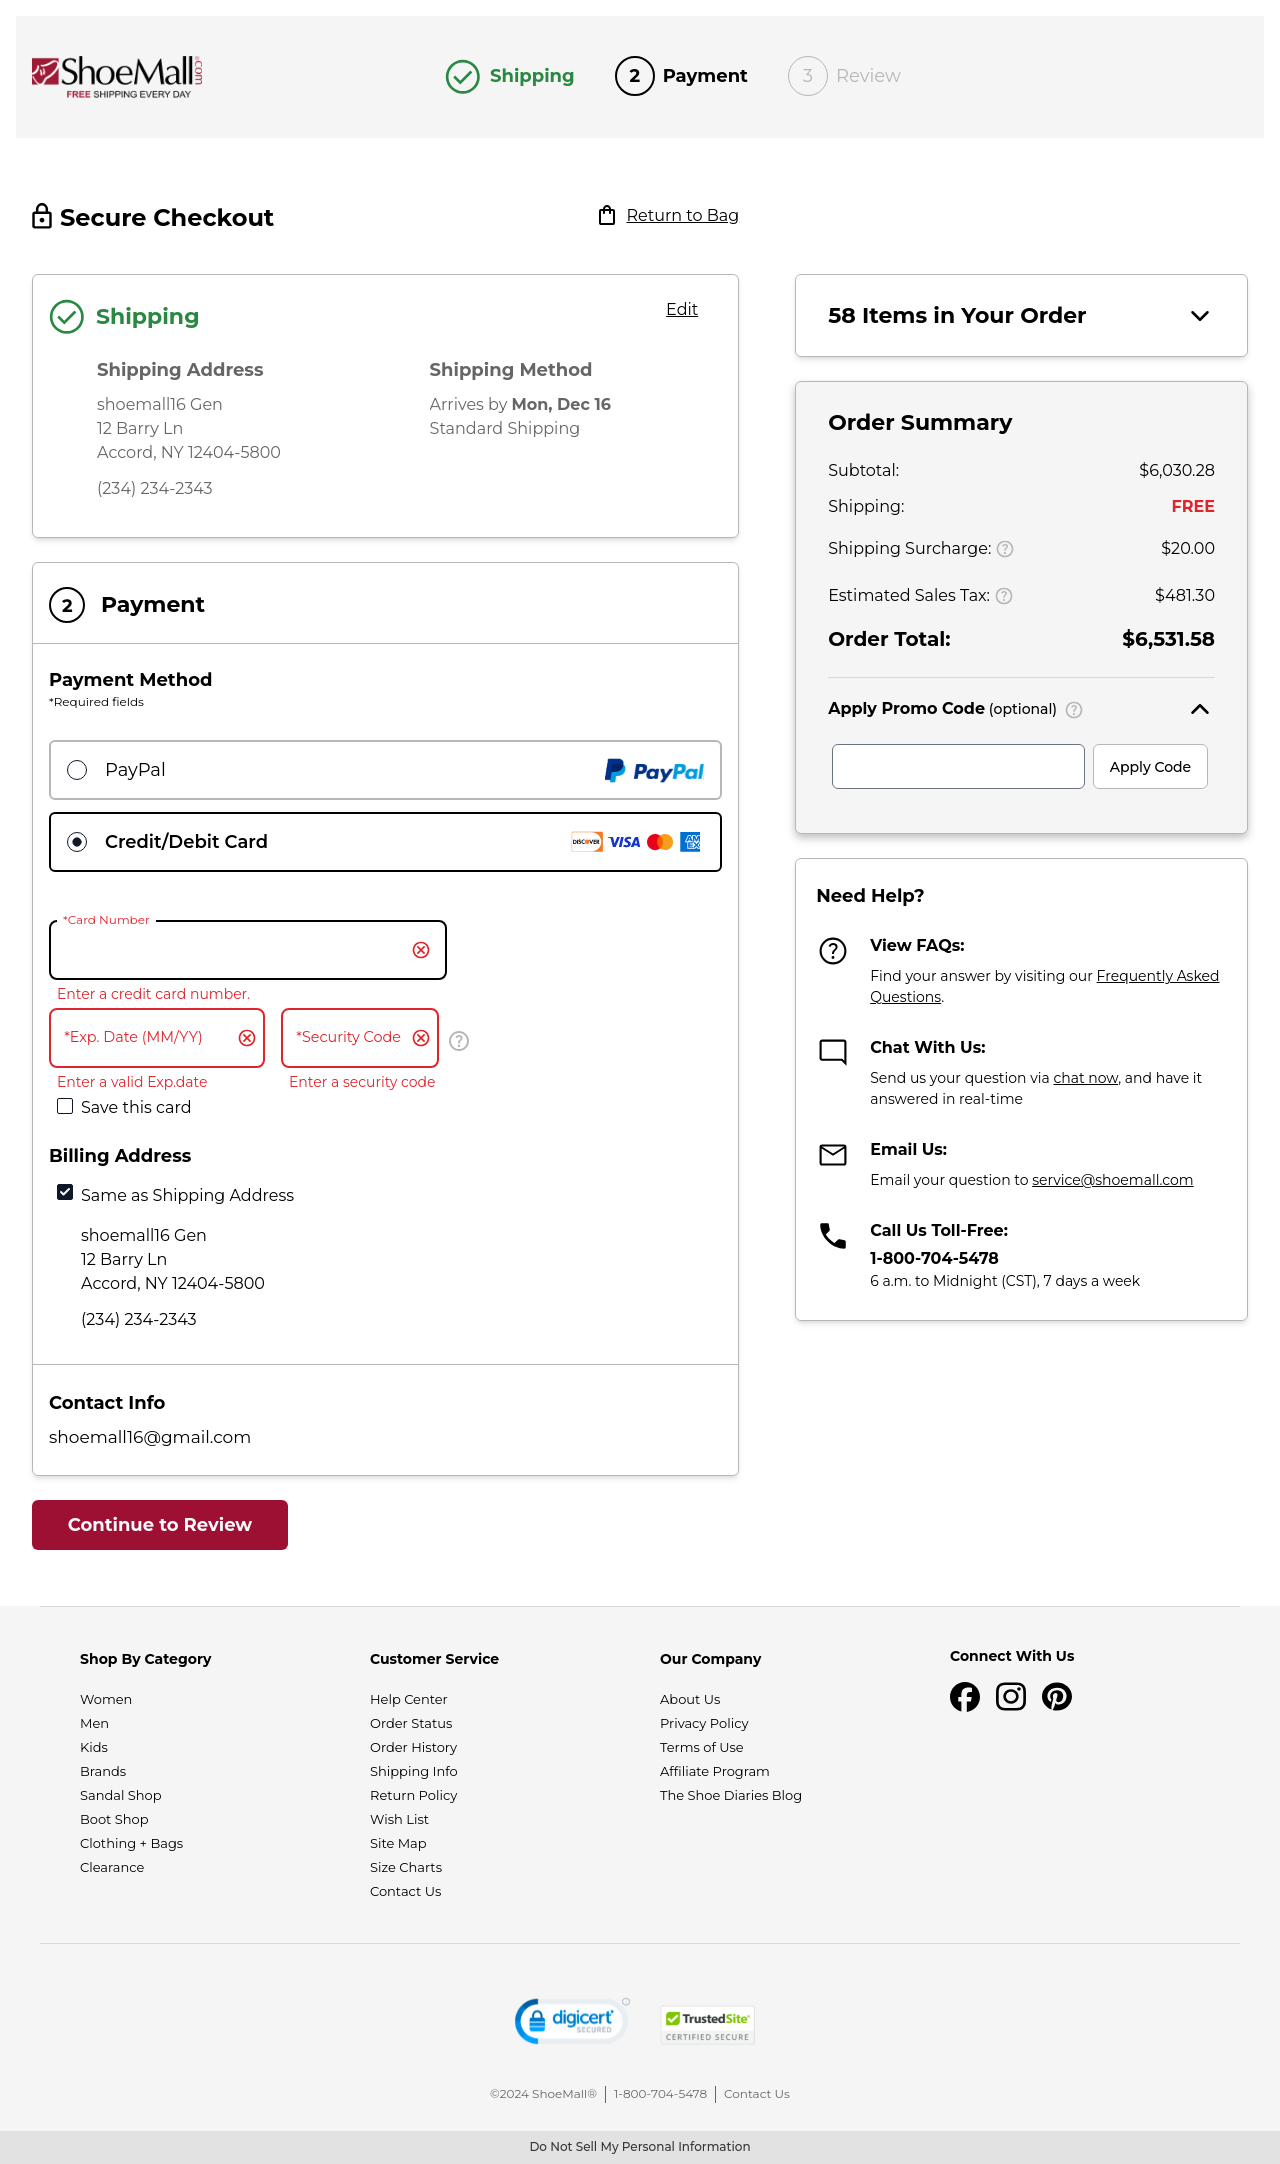 ShoeMall.com
FREE SHIPPING EVERY DAY
Shipping
2 Payment
3 Review
Secure Checkout
Return to Bag
Shipping
Edit
Shipping Address
shoemall16 Gen
12 Barry Ln
Accord, NY 12404-5800
(234) 234-2343
Shipping Method
Arrives by Mon, Dec 16
Standard Shipping
2 Payment
Payment Method
*Required fields
PayPal
PayPal
Credit/Debit Card
DISCOVER VISA AMEX
*Card Number
Enter a credit card number.
*Exp. Date (MM/YY)
*Security Code
Enter a valid Exp.date
Enter a security code
Save this card
Billing Address
Same as Shipping Address
shoemall16 Gen
12 Barry Ln
Accord, NY 12404-5800
(234) 234-2343
Contact Info
shoemall16@gmail.com
Continue to Review
58 Items in Your Order
Order Summary
Subtotal: $6,030.28
Shipping: FREE
Shipping Surcharge: ? $20.00
Estimated Sales Tax: ? $481.30
Order Total: $6,531.58
Apply Promo Code (optional) ?
Apply Code
Need Help?
View FAQs:
Find your answer by visiting our Frequently Asked
Questions.
Chat With Us:
Send us your question via chat now, and have it
answered in real-time
Email Us:
Email your question to service@shoemall.com
Call Us Toll-Free:
1-800-704-5478
6 a.m. to Midnight (CST), 7 days a week
Shop By Category
Women
Men
Kids
Brands
Sandal Shop
Boot Shop
Clothing + Bags
Clearance
Customer Service
Help Center
Order Status
Order History
Shipping Info
Return Policy
Wish List
Site Map
Size Charts
Contact Us
Our Company
About Us
Privacy Policy
Terms of Use
Affiliate Program
The Shoe Diaries Blog
Connect With Us
digicert
SECURED
TrustedSite
CERTIFIED SECURE
©2024 ShoeMall® | 1-800-704-5478 | Contact Us
Do Not Sell My Personal Information